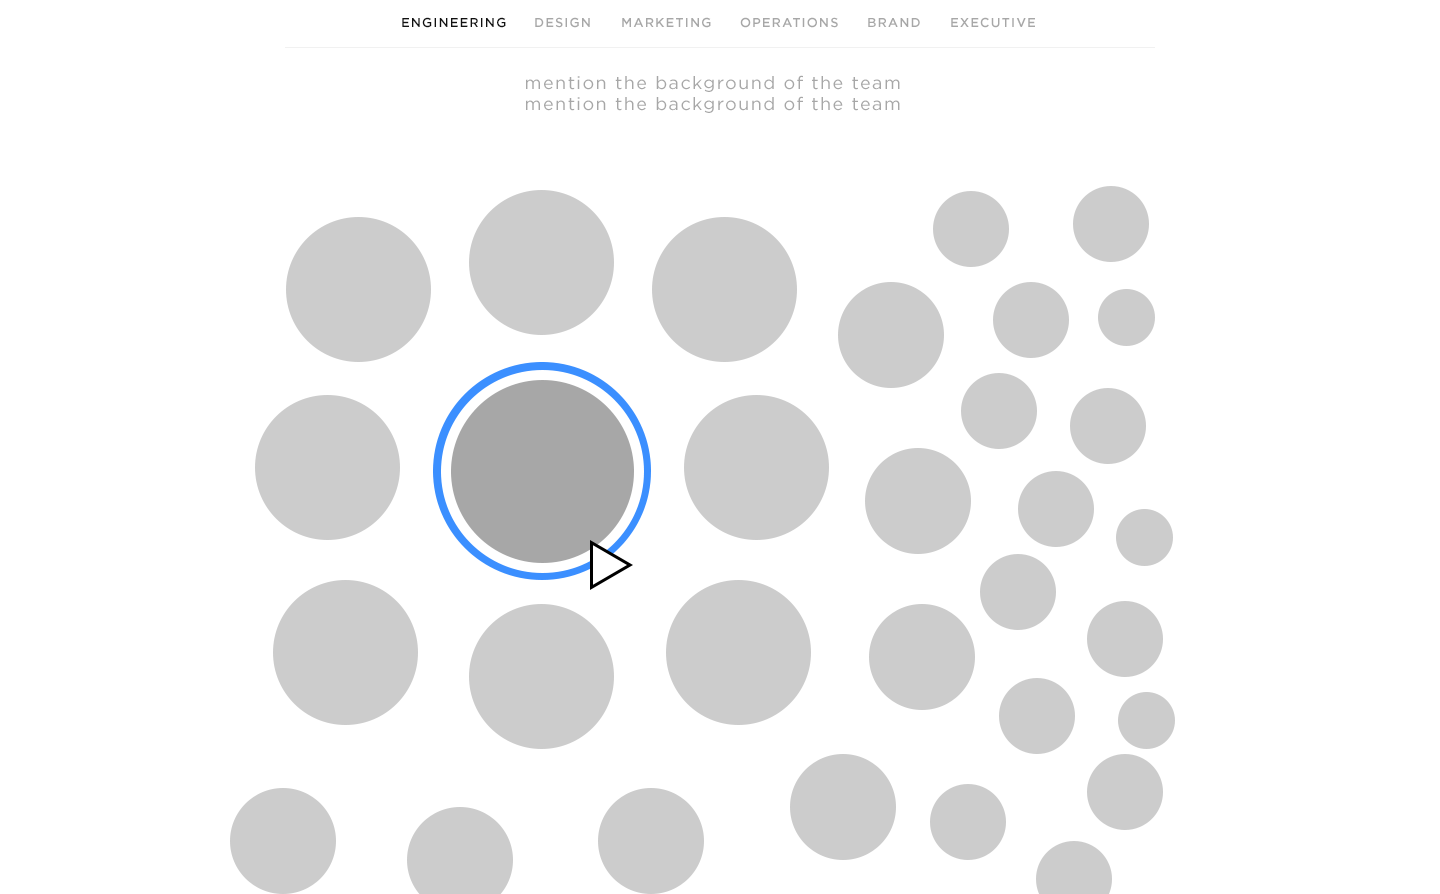 ENGINEERING DESIGN MARKETING OPERATIONS BRAND EXECUTIVE
mention the background of the team
mention the background of the team